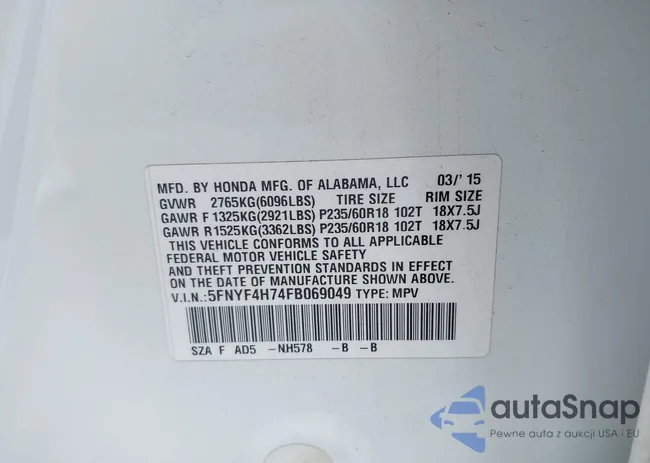 MFD. BY HONDA MFG. OF ALABAMA, LLC 03/'15
GVWR 2765KG(6096LBS) TIRE SIZE RIM SIZE
GAWR F 1325KG(2921LBS) P235/60R18 102T 18X7.5J
GAWR R 1525KG(3362LBS) P235/60R18 102T 18X7.5J
THIS VEHICLE CONFORMS TO ALL APPLICABLE
FEDERAL MOTOR VEHICLE SAFETY
AND THEFT PREVENTION STANDARDS IN EFFECT
ON THE DATE OF MANUFACTURE SHOWN ABOVE.
V.I.N.:5FNYF4H74FB069049 TYPE: MPV
SZA F AD5 -NH578 -B -B
autoSnap
Pewne auta z aukcji USA i EU